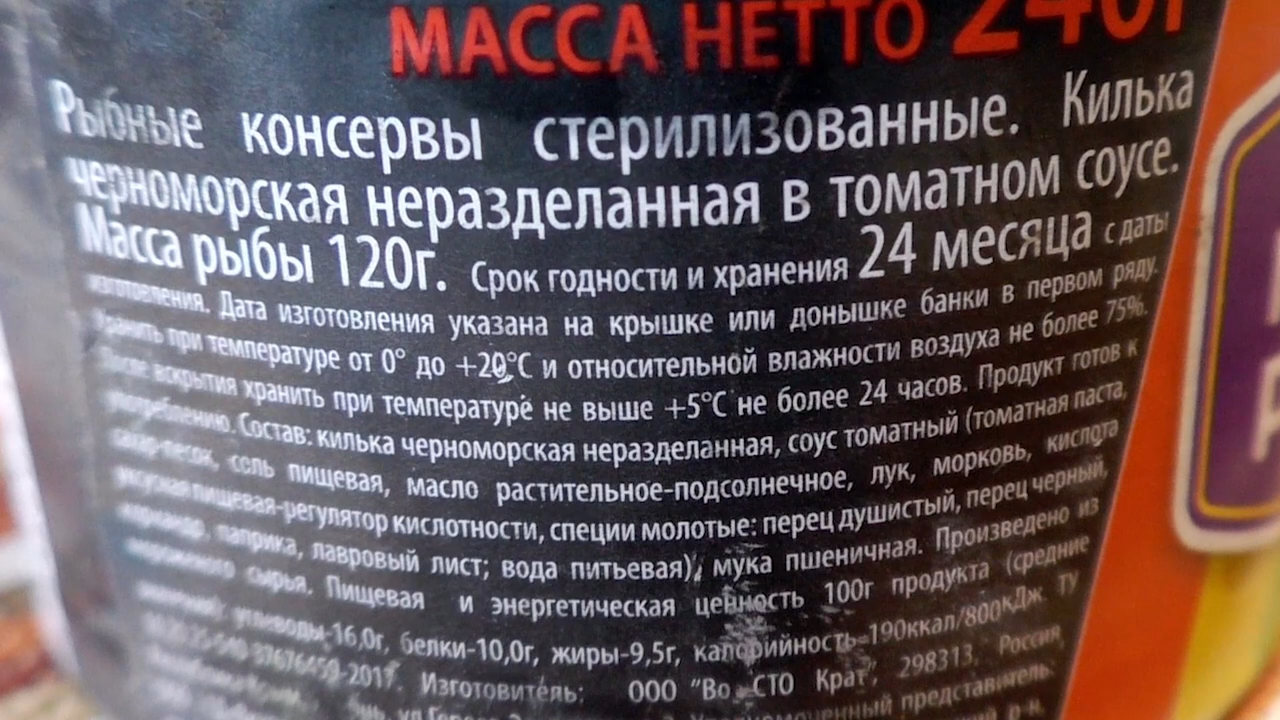 МАССА НЕТТО 240г
Рыбные консервы стерилизованные. Килька
черноморская неразделанная в томатном соусе.
Масса рыбы 120г. Срок годности и хранения 24 месяца с даты
изготовления. Дата изготовления указана на крышке или донышке банки в первом ряду.
Хранить при температуре от 0° до +20°С и относительной влажности воздуха не более 75%.
После вскрытия хранить при температуре не выше +5°С не более 24 часов. Продукт готов к
употреблению. Состав: килька черноморская неразделанная, соус томатный (томатная паста,
сахар-песок, соль пищевая, масло растительное-подсолнечное, лук, морковь, кислота
уксусная пищевая-регулятор кислотности, специи молотые: перец душистый, перец черный,
кориандр, паприка, лавровый лист; вода питьевая), мука пшеничная. Произведено из
мороженого сырья. Пищевая и энергетическая ценность 100г продукта (средние
значения): углеводы-16,0г, белки-10,0г, жиры-9,5г, калорийность-190ккал/800кДж. ТУ
37676459-2017. Изготовитель: ООО "Во СТО Крат", 298313, Россия,
ул. представитель:
р-н.